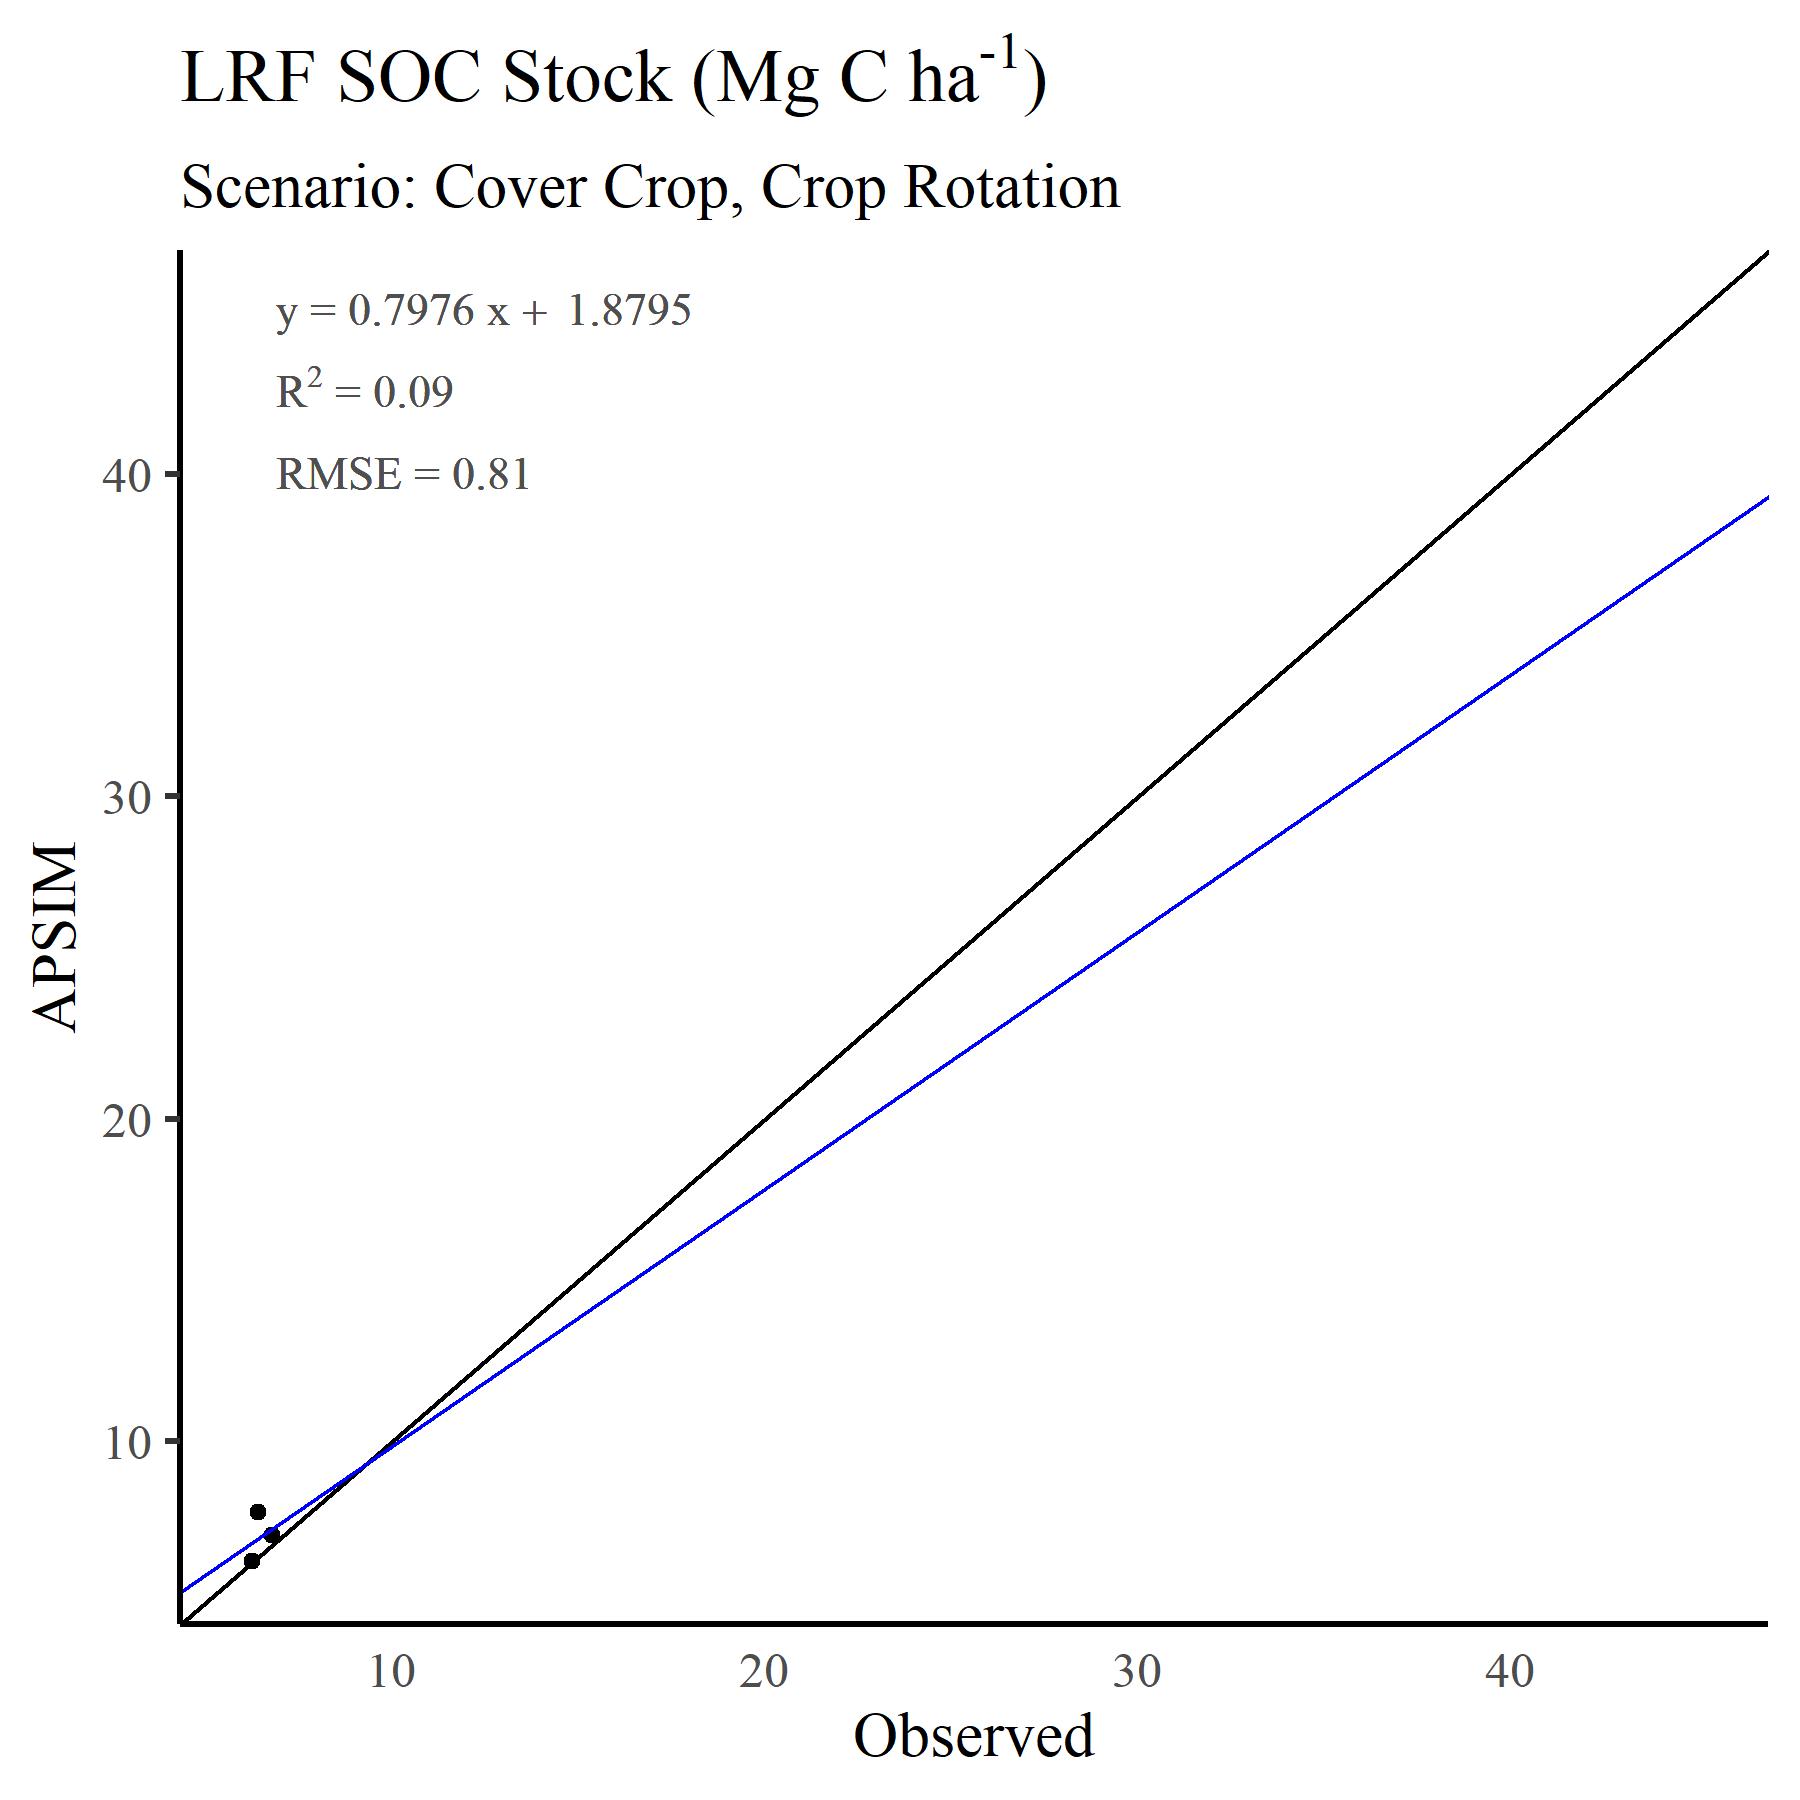 LRF SOC Stock (Mg C ha⁻¹)
Scenario: Cover Crop, Crop Rotation
y = 0.7976 x + 1.8795
R² = 0.09
RMSE = 0.81
40
30
20
10
APSIM
10 20 30 40
Observed